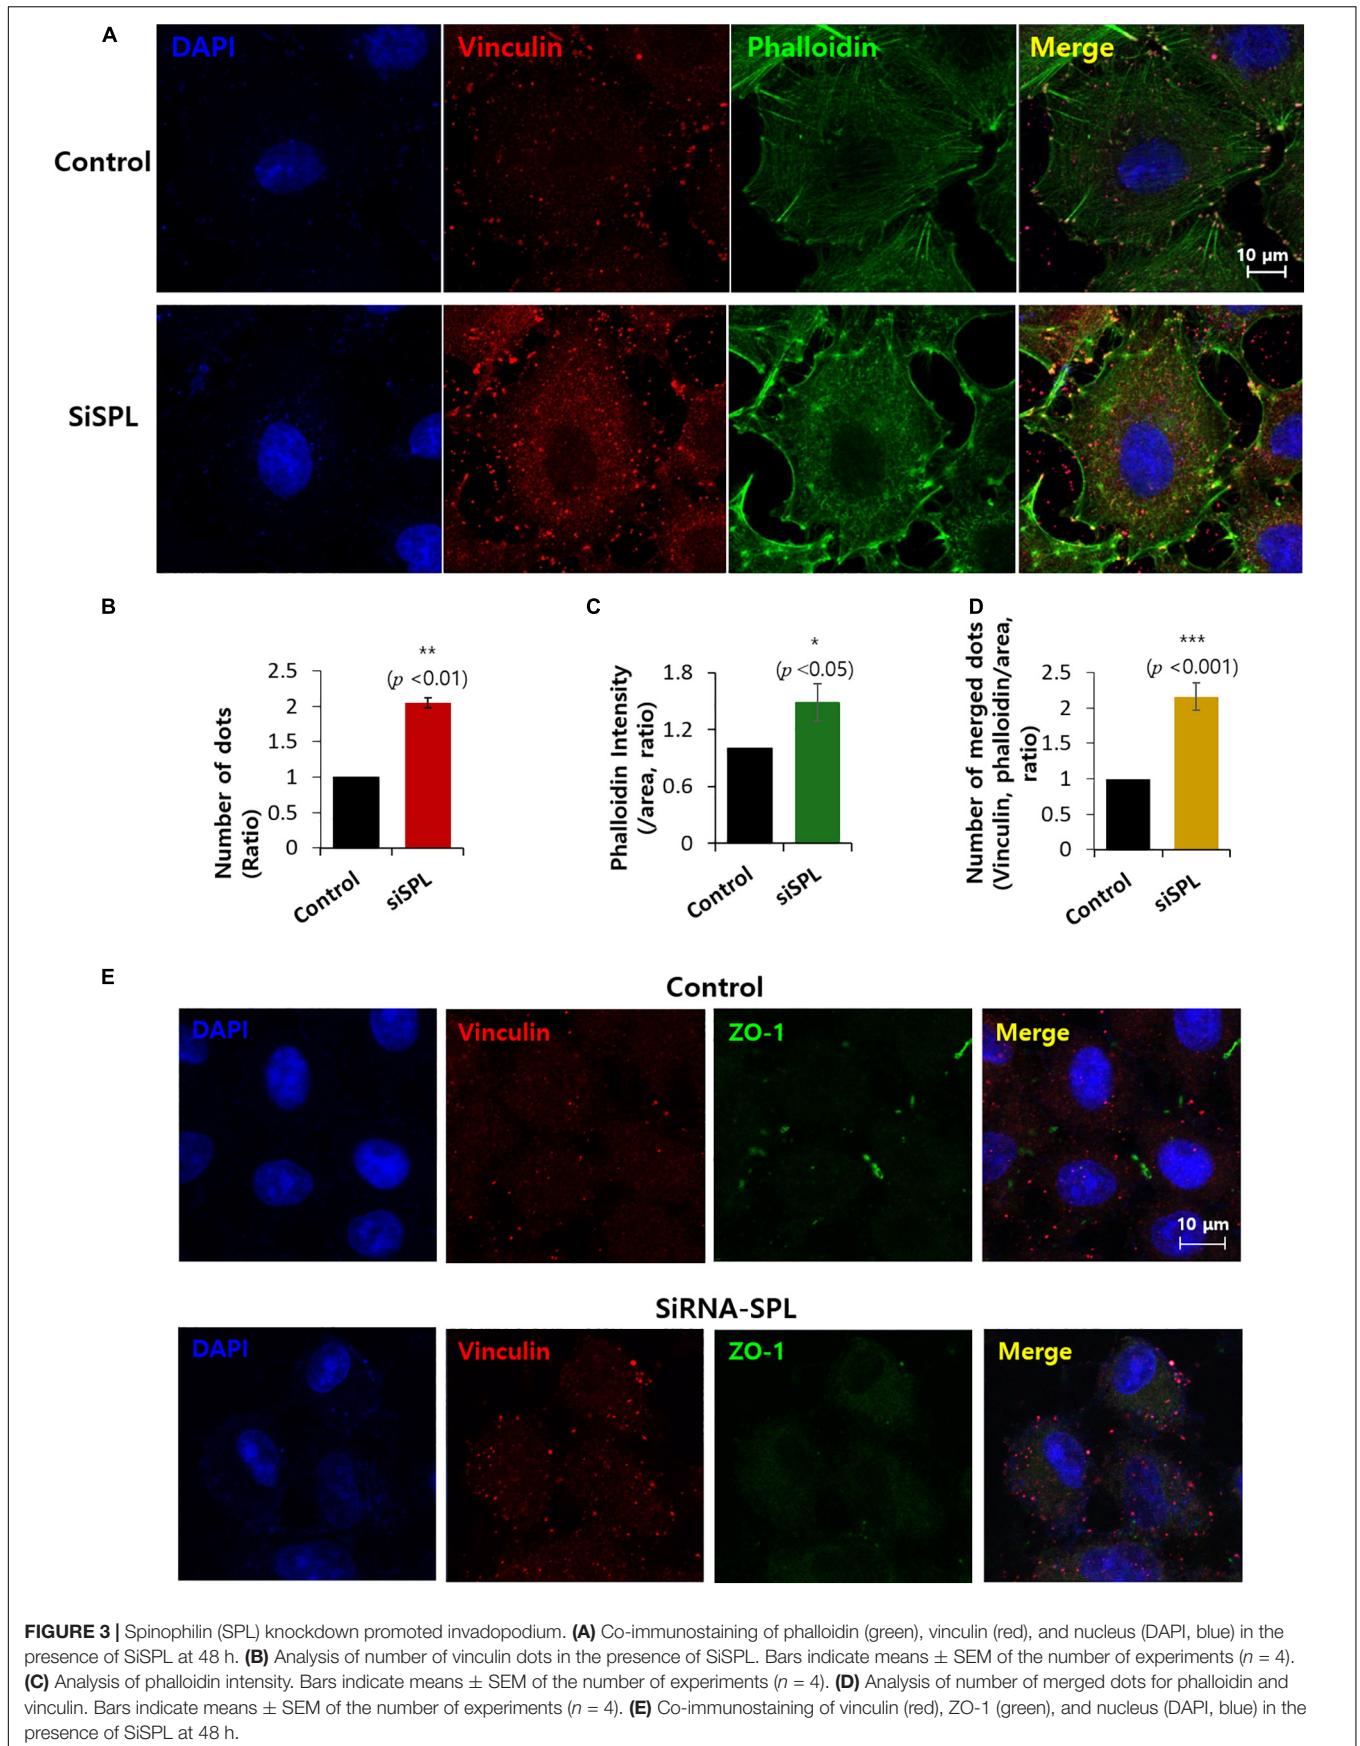 A
DAPI
Vinculin
Phalloidin
Merge
Control
10 μm
SiSPL
B
Number of dots
(Ratio)
2.5
2
1.5
1
0.5
0
**
(p <0.01)
Control
siSPL
C
Phalloidin Intensity
(/area, ratio)
1.8
1.2
0.6
0
*
(p <0.05)
Control
siSPL
D
Number of merged dots
(Vinculin, phalloidin/area,
ratio)
2.5
2
1.5
1
0.5
0
***
(p <0.001)
Control
siSPL
E
Control
DAPI
Vinculin
ZO-1
Merge
10 μm
SiRNA-SPL
DAPI
Vinculin
ZO-1
Merge
FIGURE 3 | Spinophilin (SPL) knockdown promoted invadopodium. (A) Co-immunostaining of phalloidin (green), vinculin (red), and nucleus (DAPI, blue) in the
presence of SiSPL at 48 h. (B) Analysis of number of vinculin dots in the presence of SiSPL. Bars indicate means ± SEM of the number of experiments (n = 4).
(C) Analysis of phalloidin intensity. Bars indicate means ± SEM of the number of experiments (n = 4). (D) Analysis of number of merged dots for phalloidin and
vinculin. Bars indicate means ± SEM of the number of experiments (n = 4). (E) Co-immunostaining of vinculin (red), ZO-1 (green), and nucleus (DAPI, blue) in the
presence of SiSPL at 48 h.